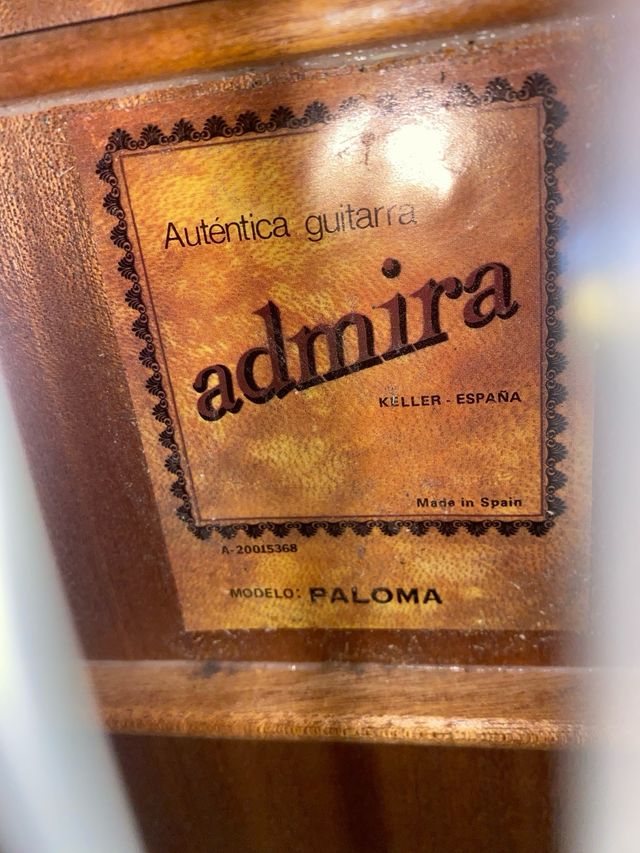 Auténtica guitarra
admira
KELLER - ESPAÑA
Made in Spain
A-20015368
MODELO: PALOMA